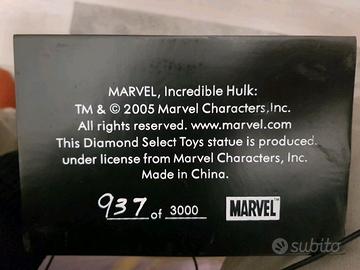 MARVEL, Incredible Hulk:
TM & © 2005 Marvel Characters,Inc.
All rights reserved. www.marvel.com
This Diamond Select Toys statue is produced
under license from Marvel Characters, Inc.
Made in China.
937 of 3000 MARVEL
subito